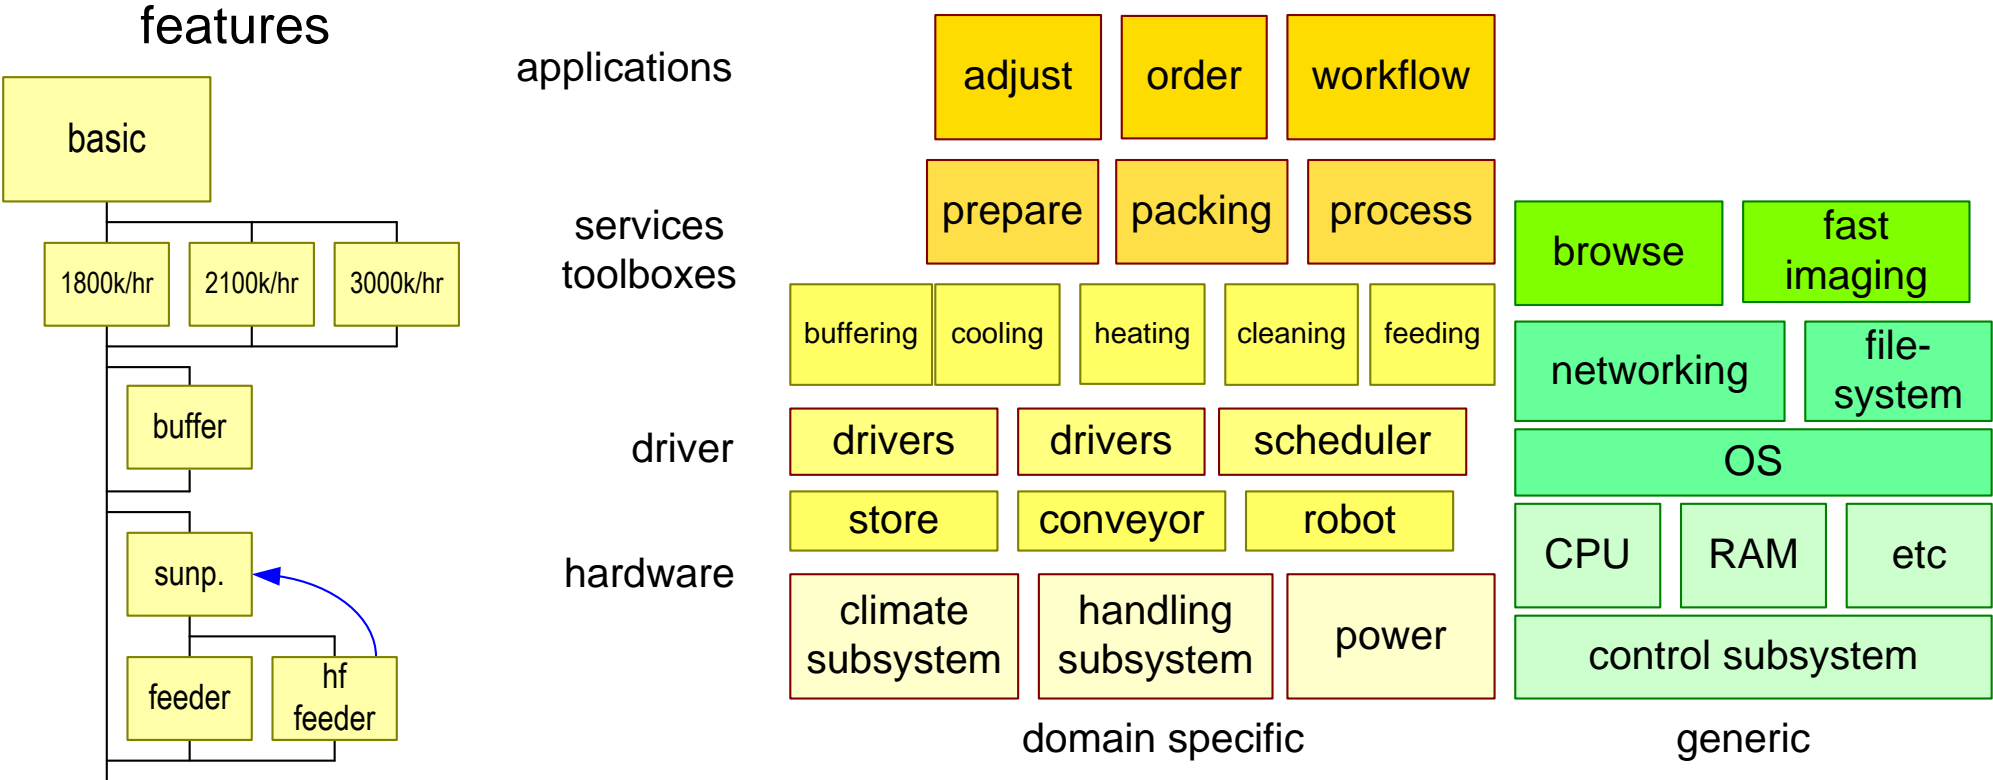 features
basic
1800k/hr 2100k/hr 3000k/hr
buffer
sunp.
feeder
hf
feeder
applications
adjust order workflow
services
toolboxes
prepare packing process
buffering cooling heating cleaning feeding
driver
drivers drivers scheduler
store conveyor robot
hardware
climate
subsystem
handling
subsystem
power
domain specific
browse
fast
imaging
networking
file-
system
OS
CPU RAM etc
control subsystem
generic